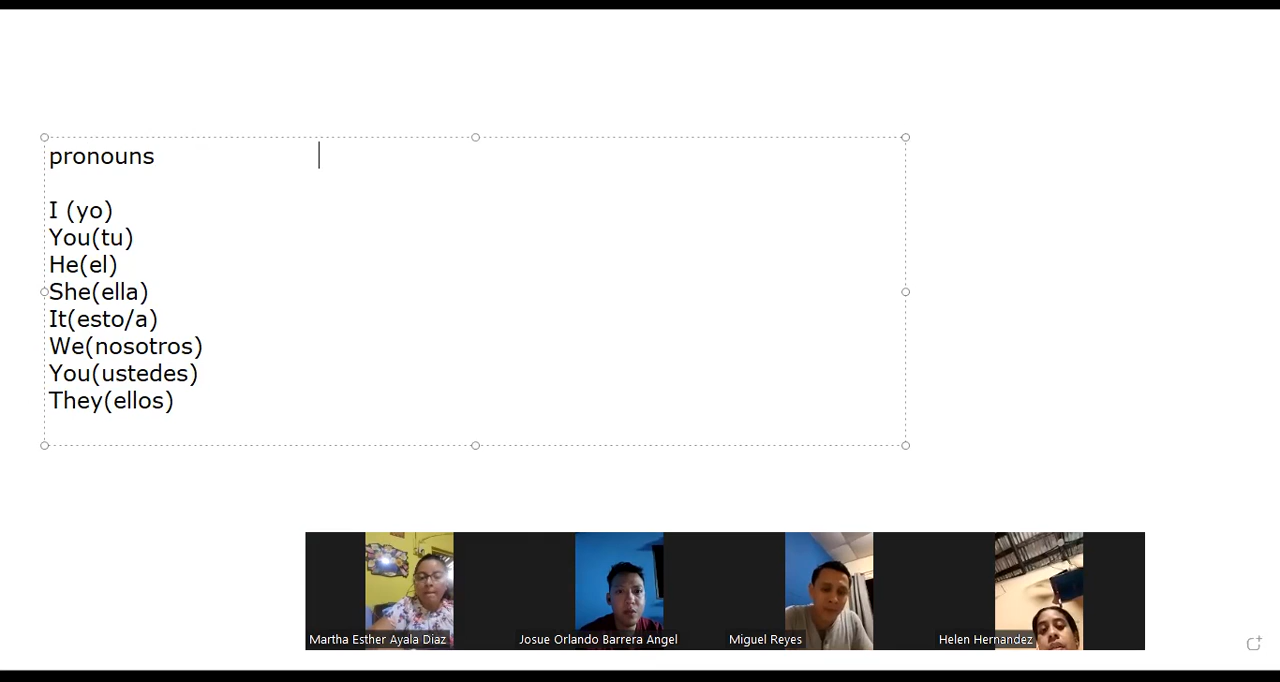 pronouns
I (yo)
You(tu)
He(el)
She(ella)
It(esto/a)
We(nosotros)
You(ustedes)
They(ellos)
Martha Esther Ayala Diaz
Josue Orlando Barrera Angel
Miguel Reyes
Helen Hernandez